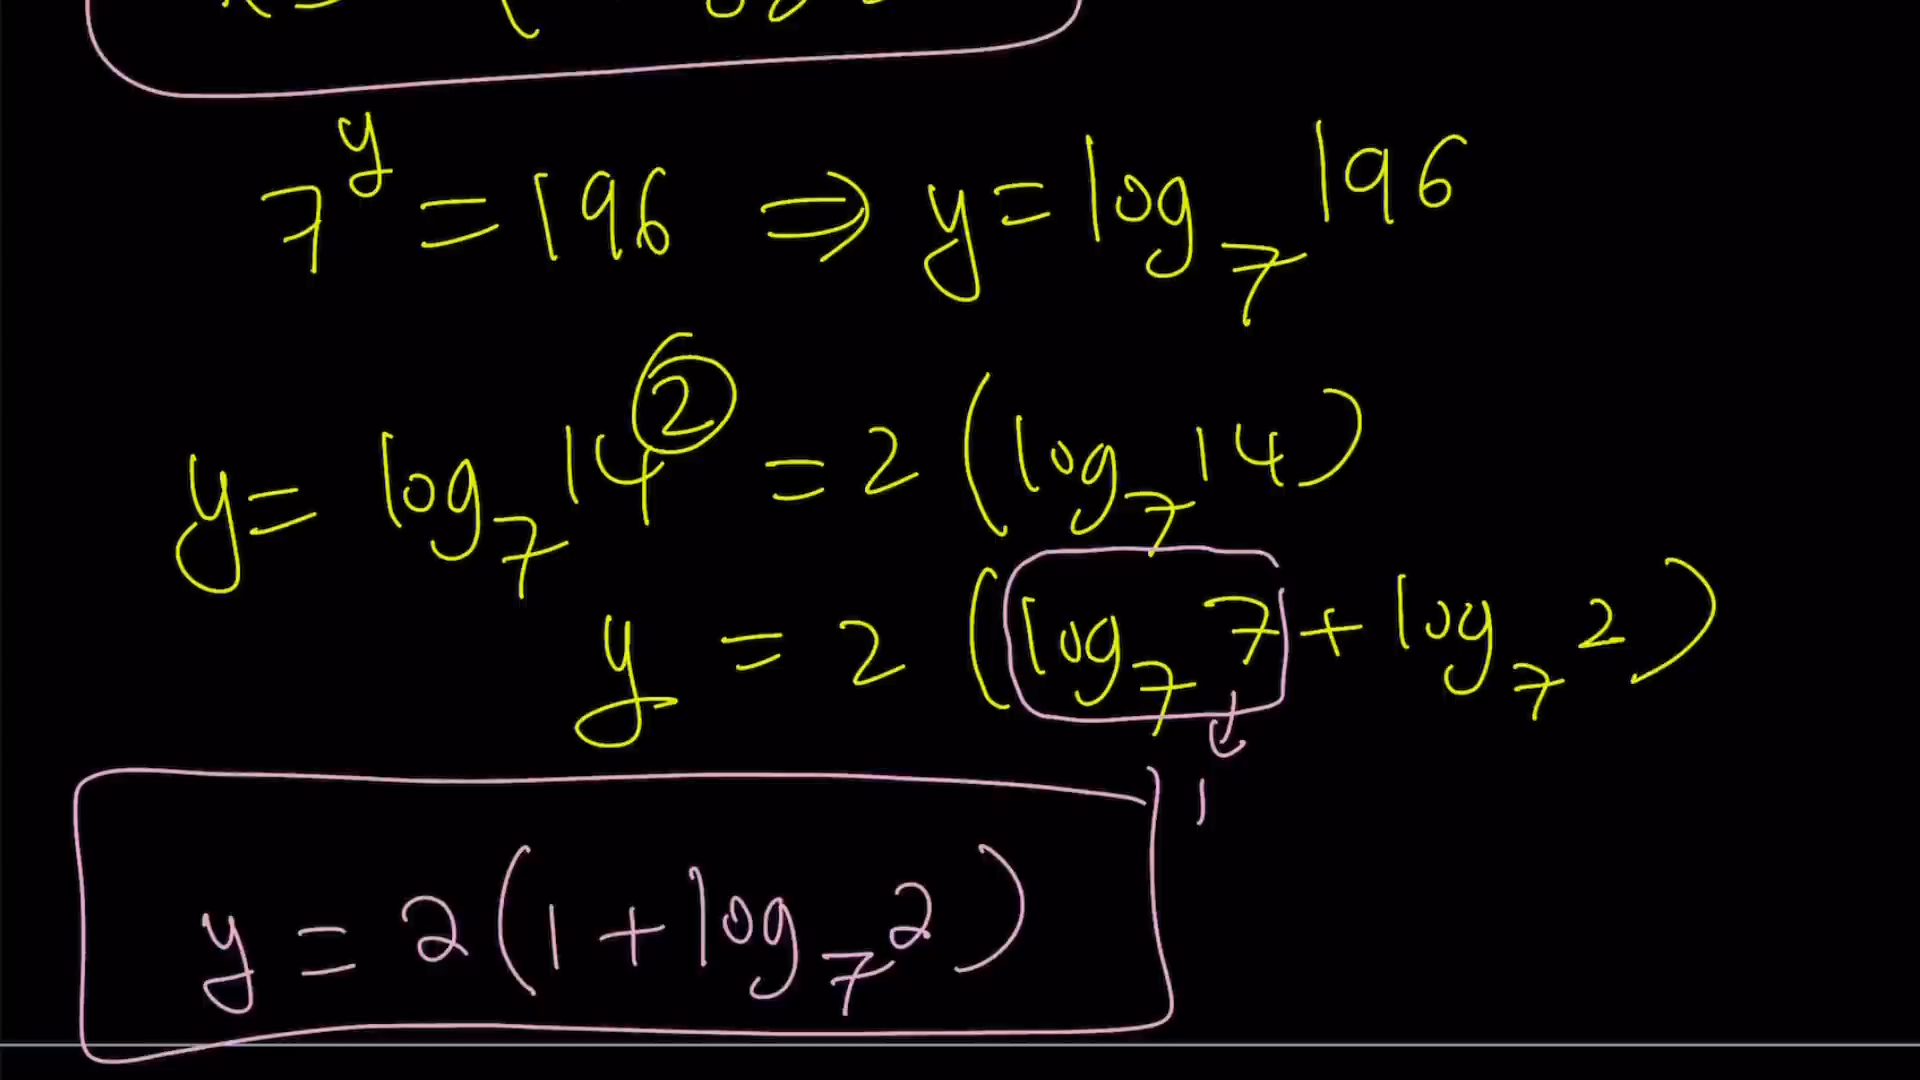 7^y = 196 ⇒ y = log_7 196
y = log_7 14^2 = 2 (log_7 14)
y = 2 (log_7 7 + log_7 2)
1
y = 2 (1 + log_7 2)